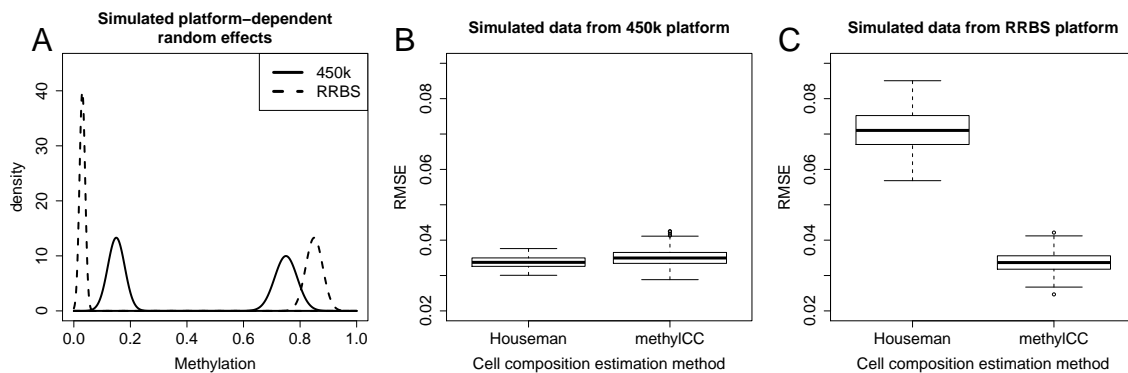 A
Simulated platform−dependent
random effects
450k
RRBS
density
0
10
20
30
40
0.0
0.2
0.4
0.6
0.8
1.0
Methylation
B
Simulated data from 450k platform
RMSE
0.02
0.04
0.06
0.08
Houseman
methylCC
Cell composition estimation method
C
Simulated data from RRBS platform
RMSE
0.02
0.04
0.06
0.08
Houseman
methylCC
Cell composition estimation method